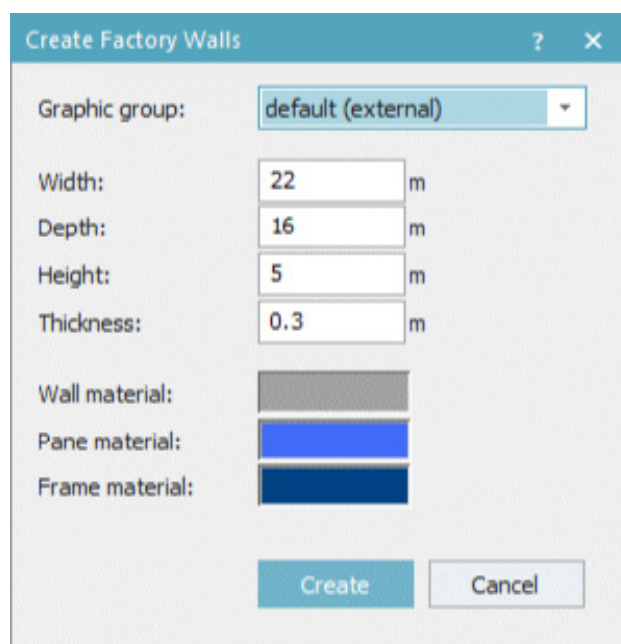 Create Factory Walls ? ×
Graphic group: default (external)
Width: 22 m
Depth: 16 m
Height: 5 m
Thickness: 0.3 m
Wall material:
Pane material:
Frame material:
Create Cancel